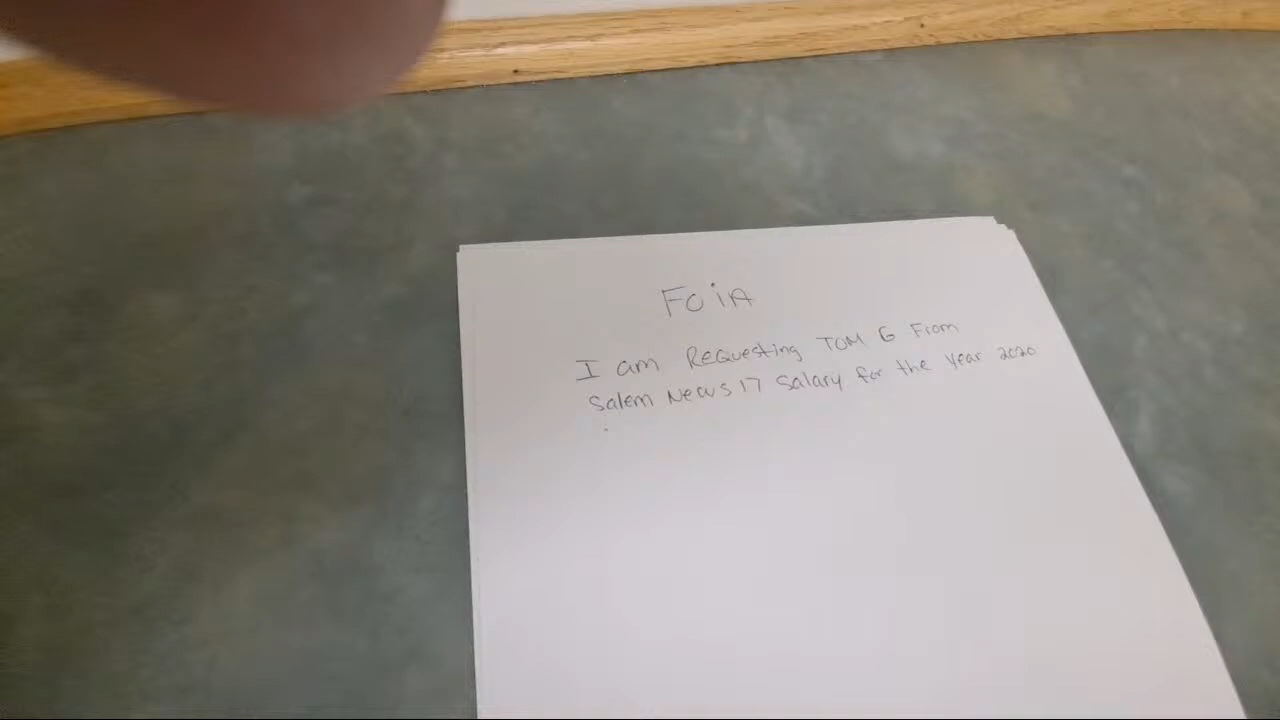 FOiA
I am Requesting TOM G From
Salem News 17 Salary for the year 2020